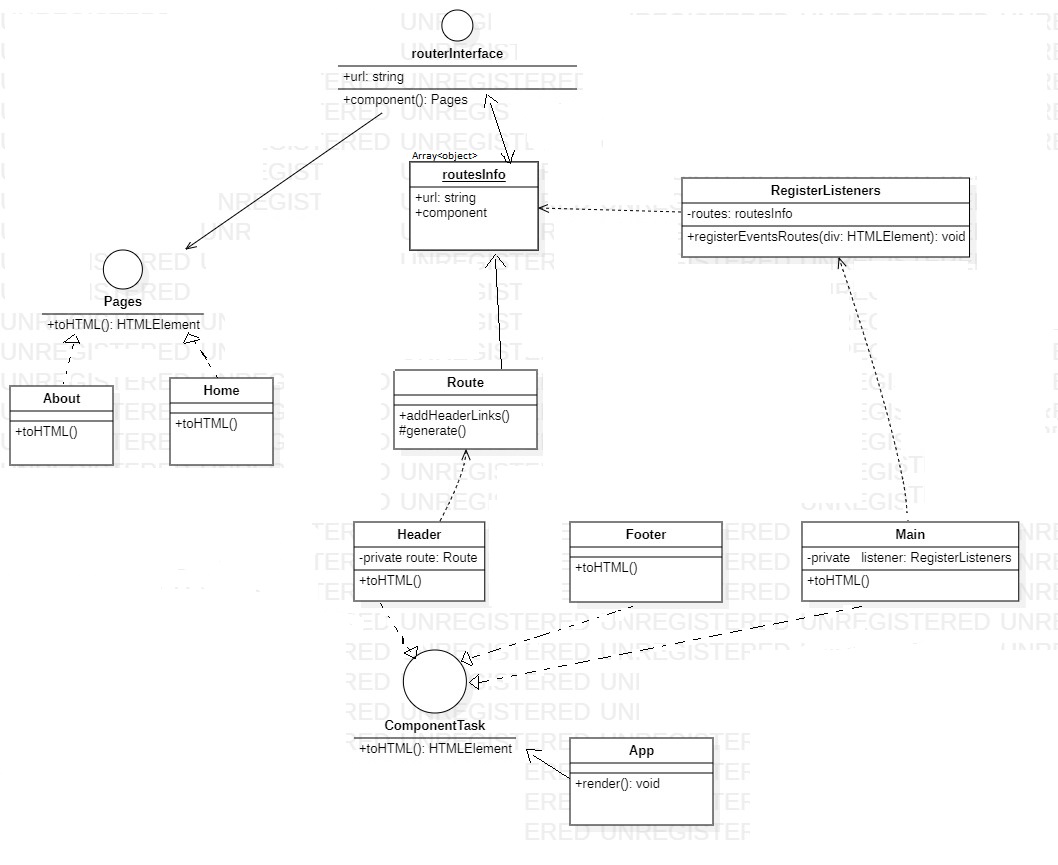 routerInterface
+url: string
+component(): Pages
Array<object>
routesInfo
+url: string
+component
RegisterListeners
-routes: routesInfo
+registerEventsRoutes(div: HTMLElement): void
Pages
+toHTML(): HTMLElement
About
+toHTML()
Home
+toHTML()
Route
+addHeaderLinks()
#generate()
Header
-private route: Route
+toHTML()
Footer
+toHTML()
Main
-private listener: RegisterListeners
+toHTML()
ComponentTask
+toHTML(): HTMLElement
App
+render(): void
UNREGISTERED